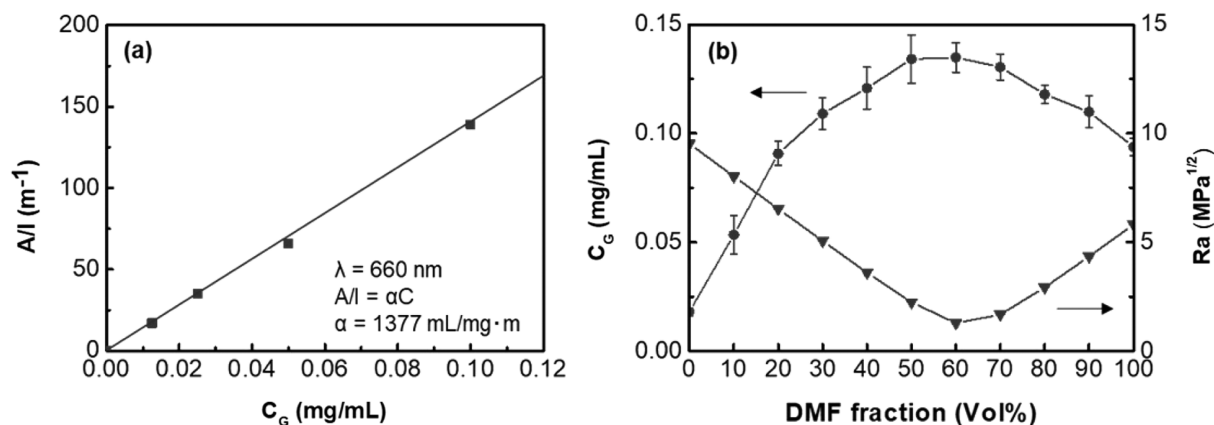 (a)
200
150
100
50
0
A/l (m⁻¹)
0.00 0.02 0.04 0.06 0.08 0.10 0.12
C_G (mg/mL)
λ = 660 nm
A/l = αC
α = 1377 mL/mg·m
(b)
0.15
0.10
0.05
0.00
C_G (mg/mL)
15
10
5
0
Ra (MPa^1/2)
0 10 20 30 40 50 60 70 80 90 100
DMF fraction (Vol%)